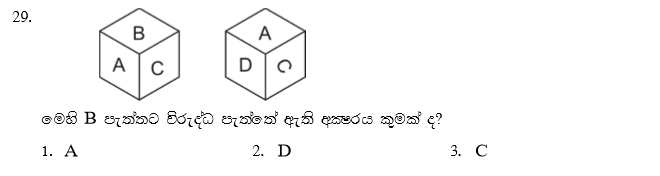 29.
B
A C
A
D C
මෙහි B පැත්තට විරුද්ධ පැත්තේ ඇති අක්ෂරය කුමක් ද?
1. A 2. D 3. C